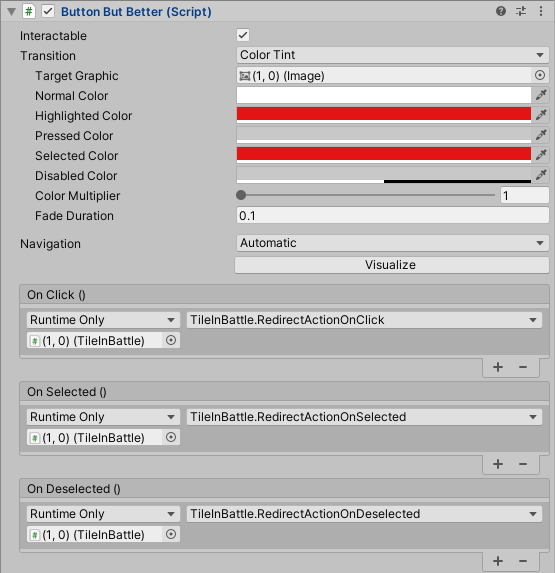 Button But Better (Script)
Interactable
Transition Color Tint
Target Graphic (1, 0) (Image)
Normal Color
Highlighted Color
Pressed Color
Selected Color
Disabled Color
Color Multiplier 1
Fade Duration 0.1
Navigation Automatic
Visualize
On Click ()
Runtime Only TileInBattle.RedirectActionOnClick
# (1, 0) (TileInBattle)
+ −
On Selected ()
Runtime Only TileInBattle.RedirectActionOnSelected
# (1, 0) (TileInBattle)
+ −
On Deselected ()
Runtime Only TileInBattle.RedirectActionOnDeselected
# (1, 0) (TileInBattle)
+ −